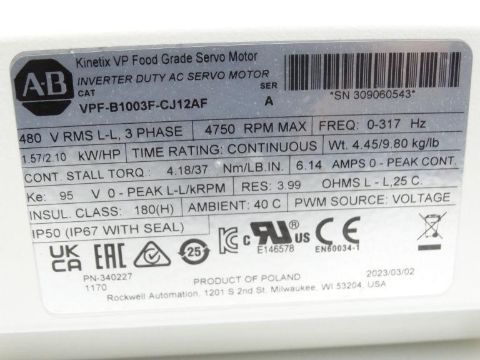 AB
Kinetix VP Food Grade Servo Motor
INVERTER DUTY AC SERVO MOTOR
CAT
SER
VPF-B1003F-CJ12AF
A
*SN 309060543*
480 V RMS L-L, 3 PHASE 4750 RPM MAX FREQ: 0-317 Hz
1.57/2.10 kW/HP TIME RATING: CONTINUOUS Wt. 4.45/9.80 kg/lb
CONT. STALL TORQ : 4.18/37 Nm/LB.IN. 6.14 AMPS 0 - PEAK CONT.
Ke: 95 V 0 - PEAK L-L/kRPM RES: 3.99 OHMS L - L,25 C.
INSUL. CLASS: 180(H) AMBIENT: 40 C PWM SOURCE: VOLTAGE
IP50 (IP67 WITH SEAL)
UK CA EAC CE 25 KC c UR US
E146578
EN60034-1
PN-340227
1170
PRODUCT OF POLAND
2023/03/02
Rockwell Automation, 1201 S 2nd St. Milwaukee, WI 53204, USA